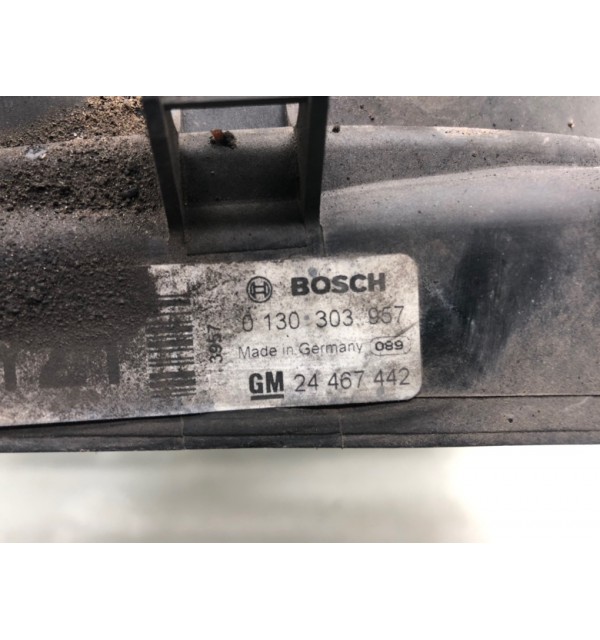 BOSCH
0 130 303 957
Made in Germany 089
GM 24 467 442
3957